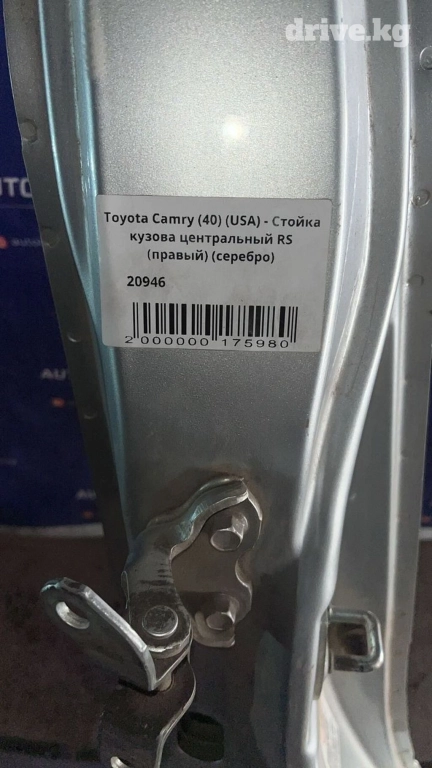 drive.kg
Toyota Camry (40) (USA) - Стойка
кузова центральный RS
(правый) (серебро)
20946
2 000000 175980